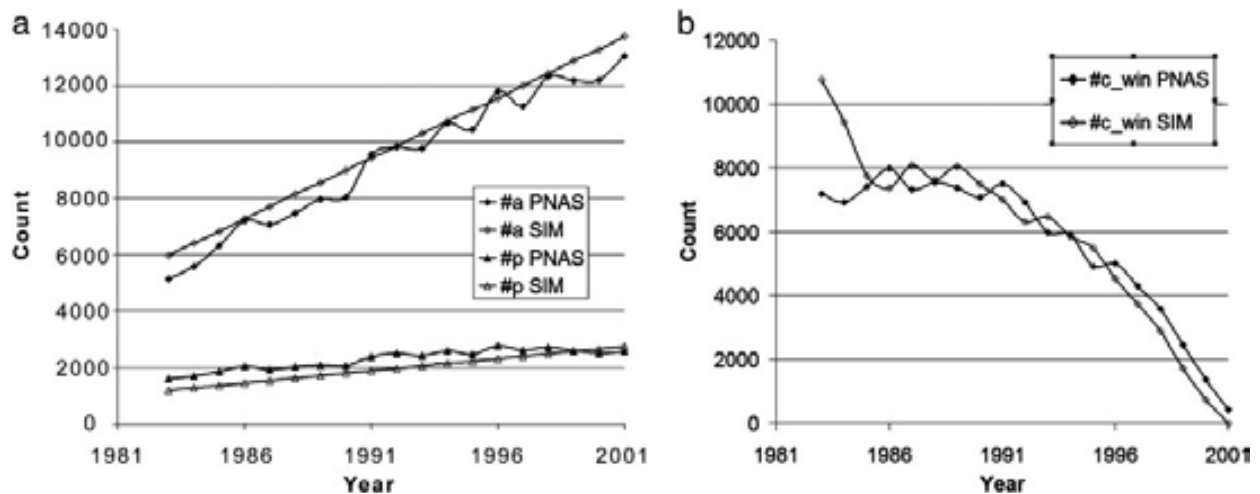 a
14000
12000
10000
8000
6000
4000
2000
0
Count
#a PNAS
#a SIM
#p PNAS
#p SIM
1981 1986 1991 1996 2001
Year
b
12000
10000
8000
6000
4000
2000
0
Count
#c_win PNAS
#c_win SIM
1981 1986 1991 1996 2001
Year